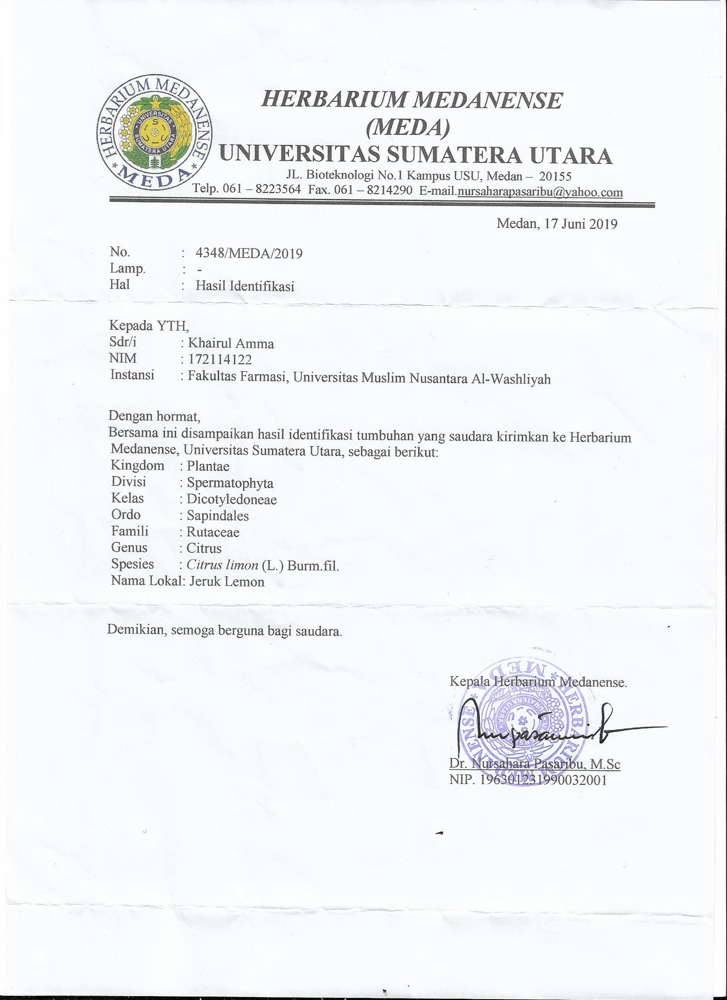 HERBARIUM MEDANENSE
* MEDA *
UNIVERSITAS
SUMATERA UTARA
HERBARIUM MEDANENSE
(MEDA)
UNIVERSITAS SUMATERA UTARA
JL. Bioteknologi No.1 Kampus USU, Medan – 20155
Telp. 061 – 8223564 Fax. 061 – 8214290 E-mail.nursaharapasaribu@yahoo.com
Medan, 17 Juni 2019
No. : 4348/MEDA/2019
Lamp. : -
Hal : Hasil Identifikasi
Kepada YTH,
Sdr/i : Khairul Amma
NIM : 172114122
Instansi : Fakultas Farmasi, Universitas Muslim Nusantara Al-Washliyah
Dengan hormat,
Bersama ini disampaikan hasil identifikasi tumbuhan yang saudara kirimkan ke Herbarium
Medanense, Universitas Sumatera Utara, sebagai berikut:
Kingdom : Plantae
Divisi : Spermatophyta
Kelas : Dicotyledoneae
Ordo : Sapindales
Famili : Rutaceae
Genus : Citrus
Spesies : Citrus limon (L.) Burm.fil.
Nama Lokal: Jeruk Lemon
Demikian, semoga berguna bagi saudara.
Kepala Herbarium Medanense.
HERBARIUM MEDANENSE
* MEDA *
UNIVERSITAS
SUMATERA UTARA
Dr. Nursahara Pasaribu, M.Sc
NIP. 196301231990032001